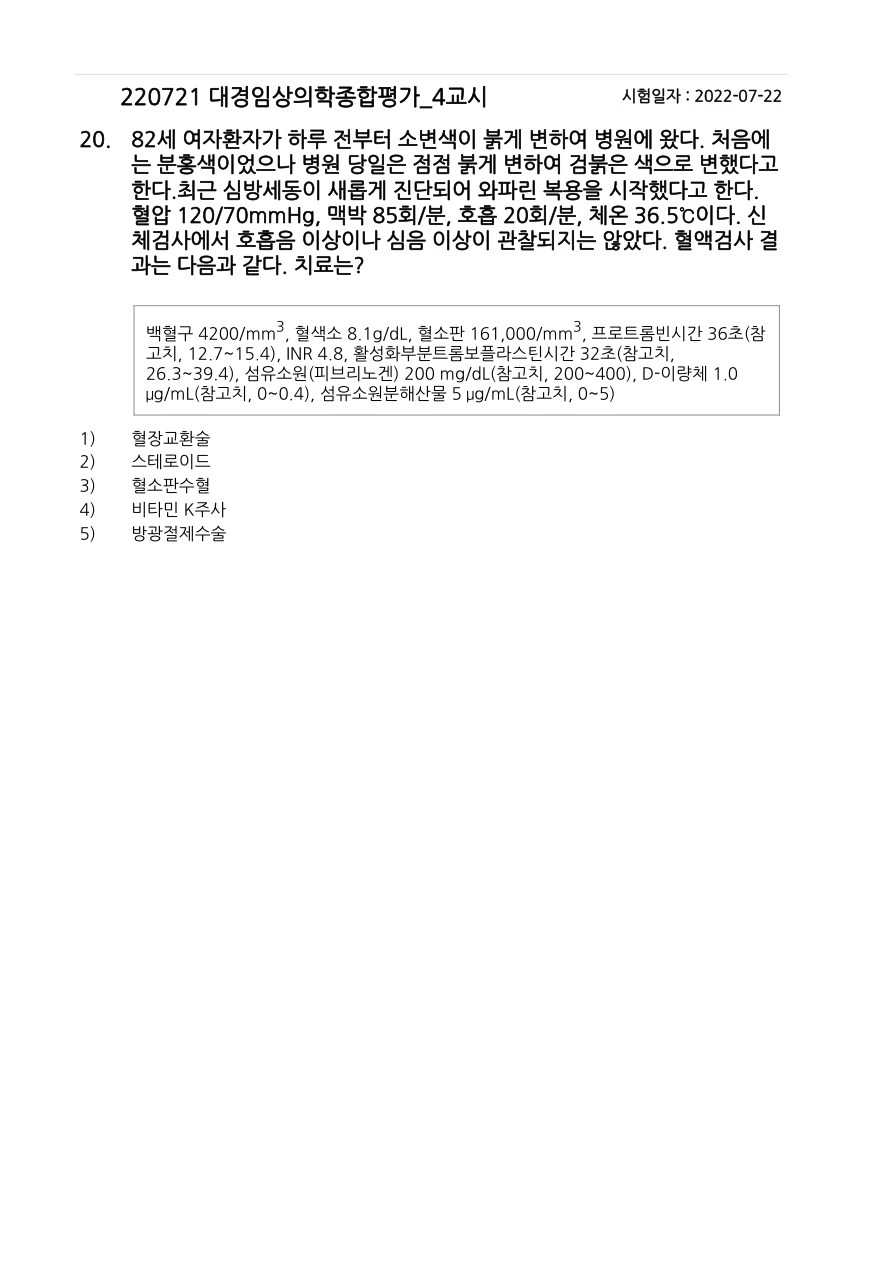 220721 대경임상의학종합평가_4교시 시험일자 : 2022-07-22
20. 82세 여자환자가 하루 전부터 소변색이 붉게 변하여 병원에 왔다. 처음에
는 분홍색이었으나 병원 당일은 점점 붉게 변하여 검붉은 색으로 변했다고
한다.최근 심방세동이 새롭게 진단되어 와파린 복용을 시작했다고 한다.
혈압 120/70mmHg, 맥박 85회/분, 호흡 20회/분, 체온 36.5℃이다. 신
체검사에서 호흡음 이상이나 심음 이상이 관찰되지는 않았다. 혈액검사 결
과는 다음과 같다. 치료는?
백혈구 4200/mm³, 혈색소 8.1g/dL, 혈소판 161,000/mm³, 프로트롬빈시간 36초(참
고치, 12.7~15.4), INR 4.8, 활성화부분트롬보플라스틴시간 32초(참고치,
26.3~39.4), 섬유소원(피브리노겐) 200 mg/dL(참고치, 200~400), D-이량체 1.0
μg/mL(참고치, 0~0.4), 섬유소원분해산물 5 μg/mL(참고치, 0~5)
1) 혈장교환술
2) 스테로이드
3) 혈소판수혈
4) 비타민 K주사
5) 방광절제수술